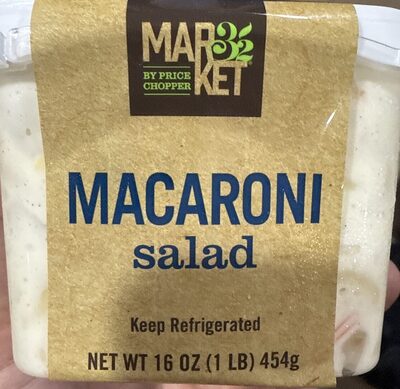 MAR32KET
BY PRICE
CHOPPER
MACARONI
salad
Keep Refrigerated
NET WT 16 OZ (1 LB) 454g